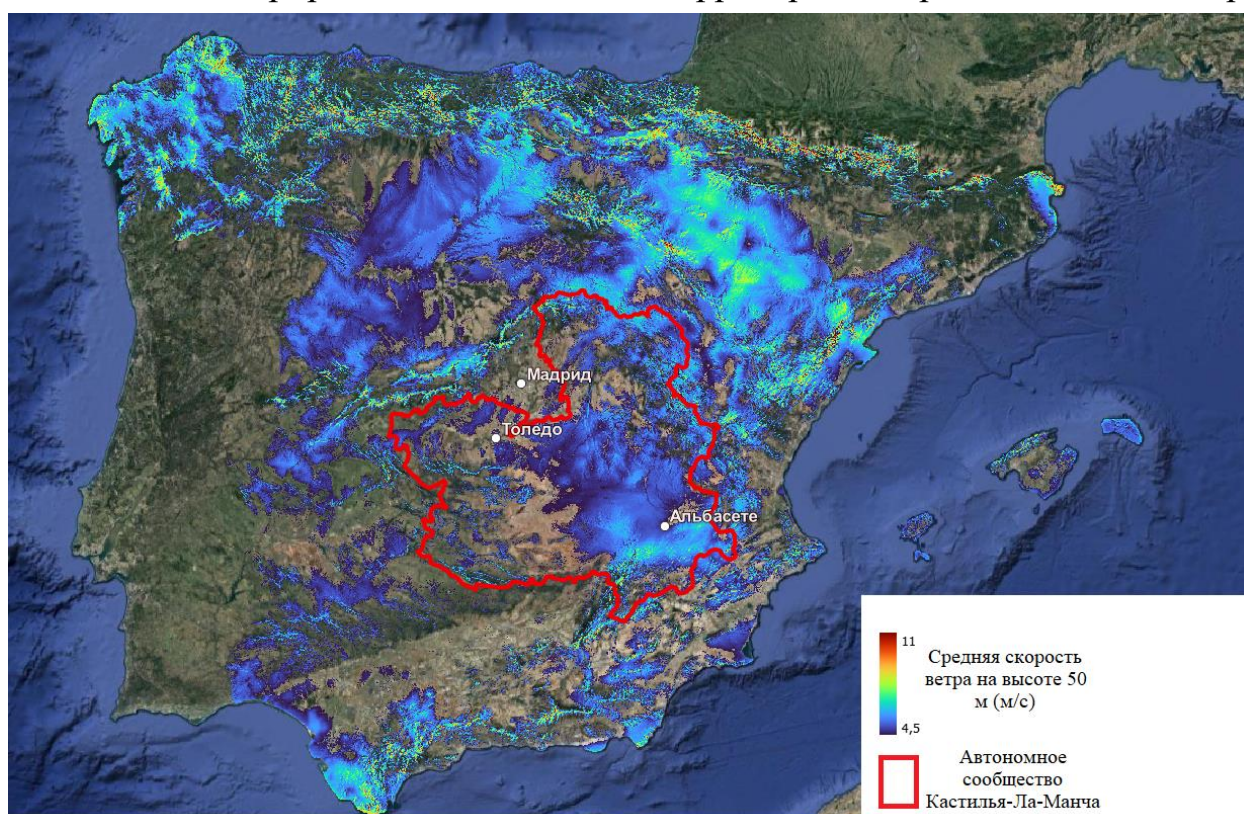 Мадрид
Толедо
Альбасете
11
4,5
Средняя скорость
ветра на высоте 50
м (м/с)
Автономное
сообщество
Кастилья-Ла-Манча